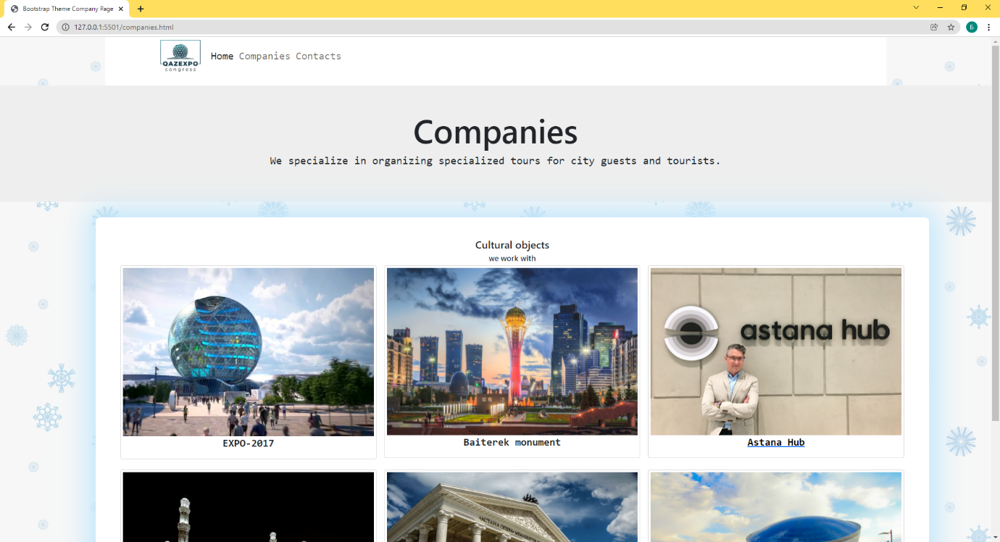 Bootstrap Theme Company Page
127.0.0.1:5501/companies.html
Б
QAZEXPO
congress
Home Companies Contacts
Companies
We specialize in organizing specialized tours for city guests and tourists.
Cultural objects
we work with
astana hub
EXPO-2017
Baiterek monument
Astana Hub